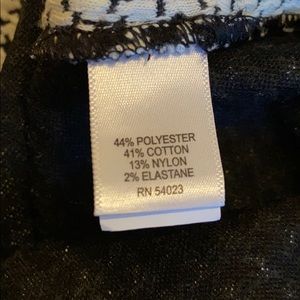 44% POLYESTER
41% COTTON
13% NYLON
2% ELASTANE
RN 54023